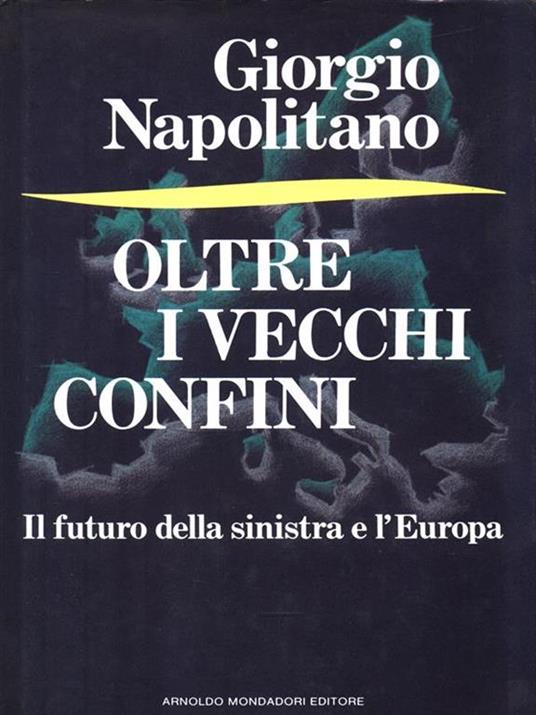 Giorgio
Napolitano
OLTRE
I VECCHI
CONFINI
Il futuro della sinistra e l'Europa
ARNOLDO MONDADORI EDITORE